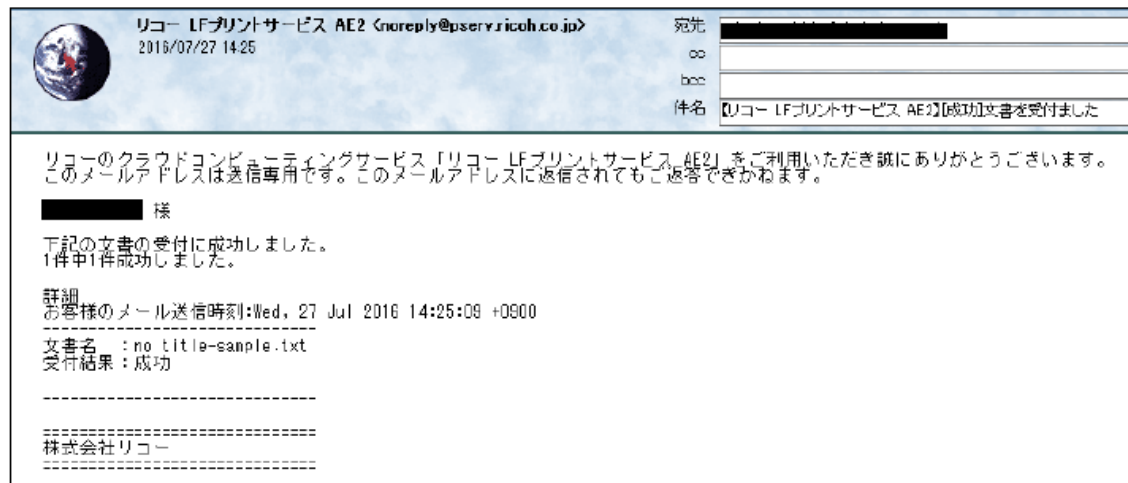 リコー LFプリントサービス AE2 <noreply@pserv.ricoh.co.jp>
2016/07/27 14:25
宛先
cc
bcc
件名 【リコー LFプリントサービス AE2】[成功]文書を受付ました
リコーのクラウドコンピューティングサービス「リコー LFプリントサービス AE2」をご利用いただき誠にありがとうございます。
このメールアドレスは送信専用です。このメールアドレスに返信されてもご返答できかねます。
様
下記の文書の受付に成功しました。
1件中1件成功しました。
詳細
お客様のメール送信時刻:Wed, 27 Jul 2016 14:25:09 +0900
------------------------------
文書名 :no title-sample.txt
受付結果:成功
------------------------------
==============================
株式会社リコー
==============================